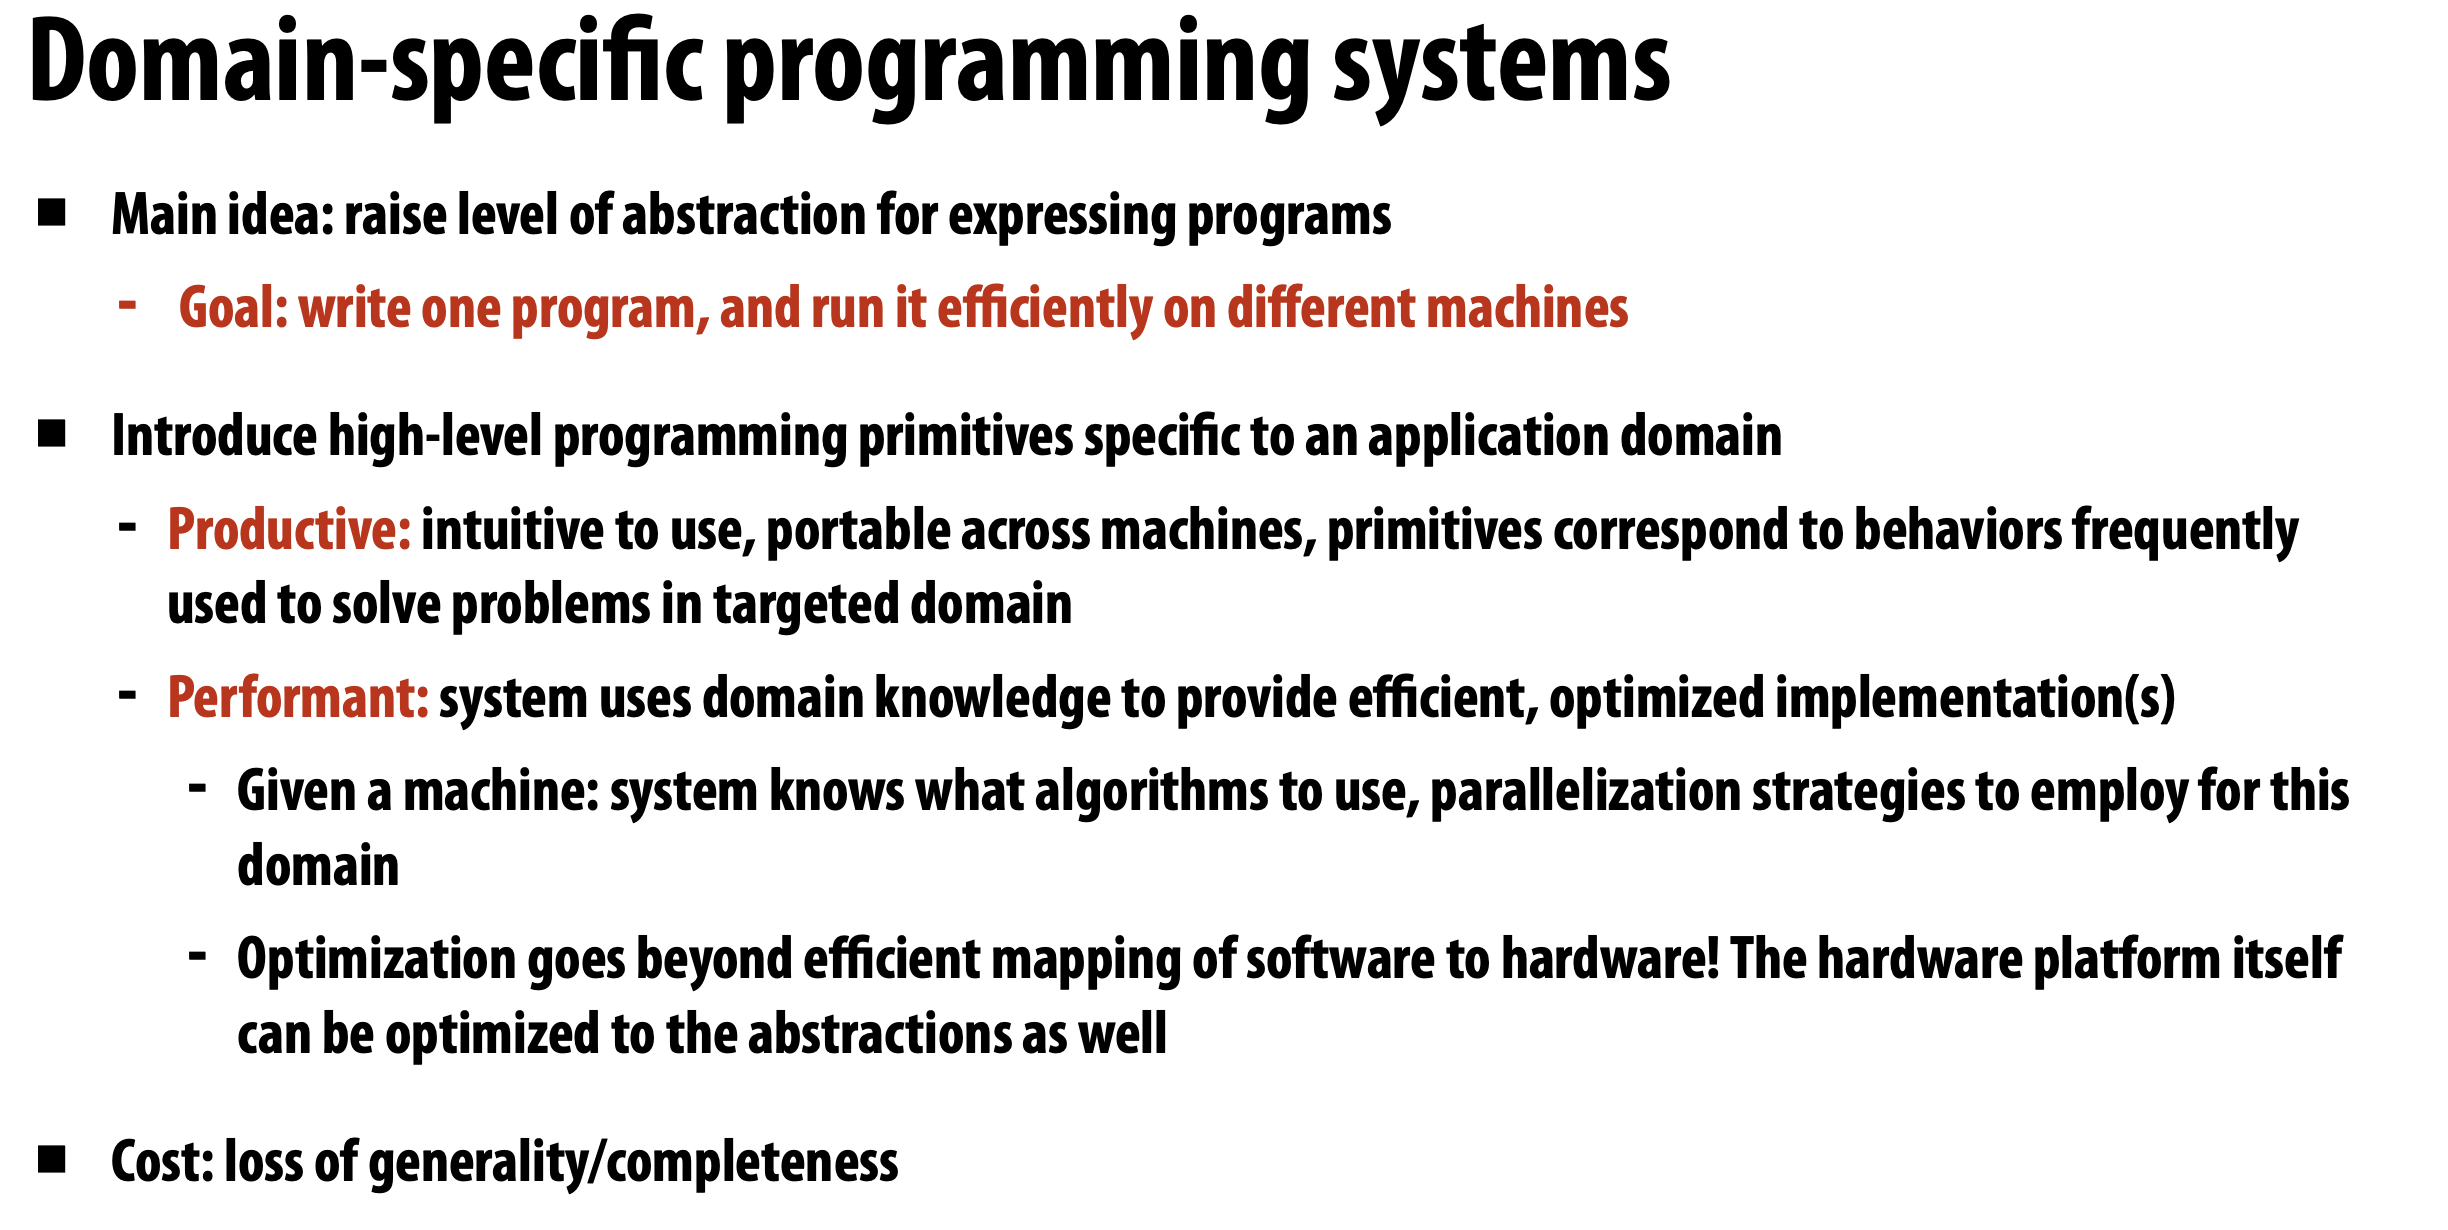 Domain-specific programming systems
■ Main idea: raise level of abstraction for expressing programs
- Goal: write one program, and run it efficiently on different machines
■ Introduce high-level programming primitives specific to an application domain
- Productive: intuitive to use, portable across machines, primitives correspond to behaviors frequently
used to solve problems in targeted domain
- Performant: system uses domain knowledge to provide efficient, optimized implementation(s)
- Given a machine: system knows what algorithms to use, parallelization strategies to employ for this
domain
- Optimization goes beyond efficient mapping of software to hardware! The hardware platform itself
can be optimized to the abstractions as well
■ Cost: loss of generality/completeness